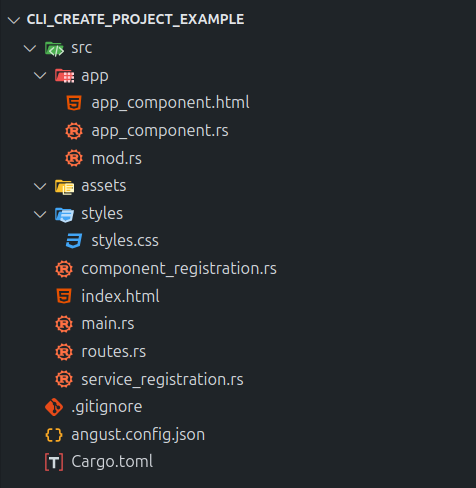 CLI_CREATE_PROJECT_EXAMPLE
src
app
app_component.html
app_component.rs
mod.rs
assets
styles
styles.css
component_registration.rs
index.html
main.rs
routes.rs
service_registration.rs
.gitignore
angust.config.json
Cargo.toml